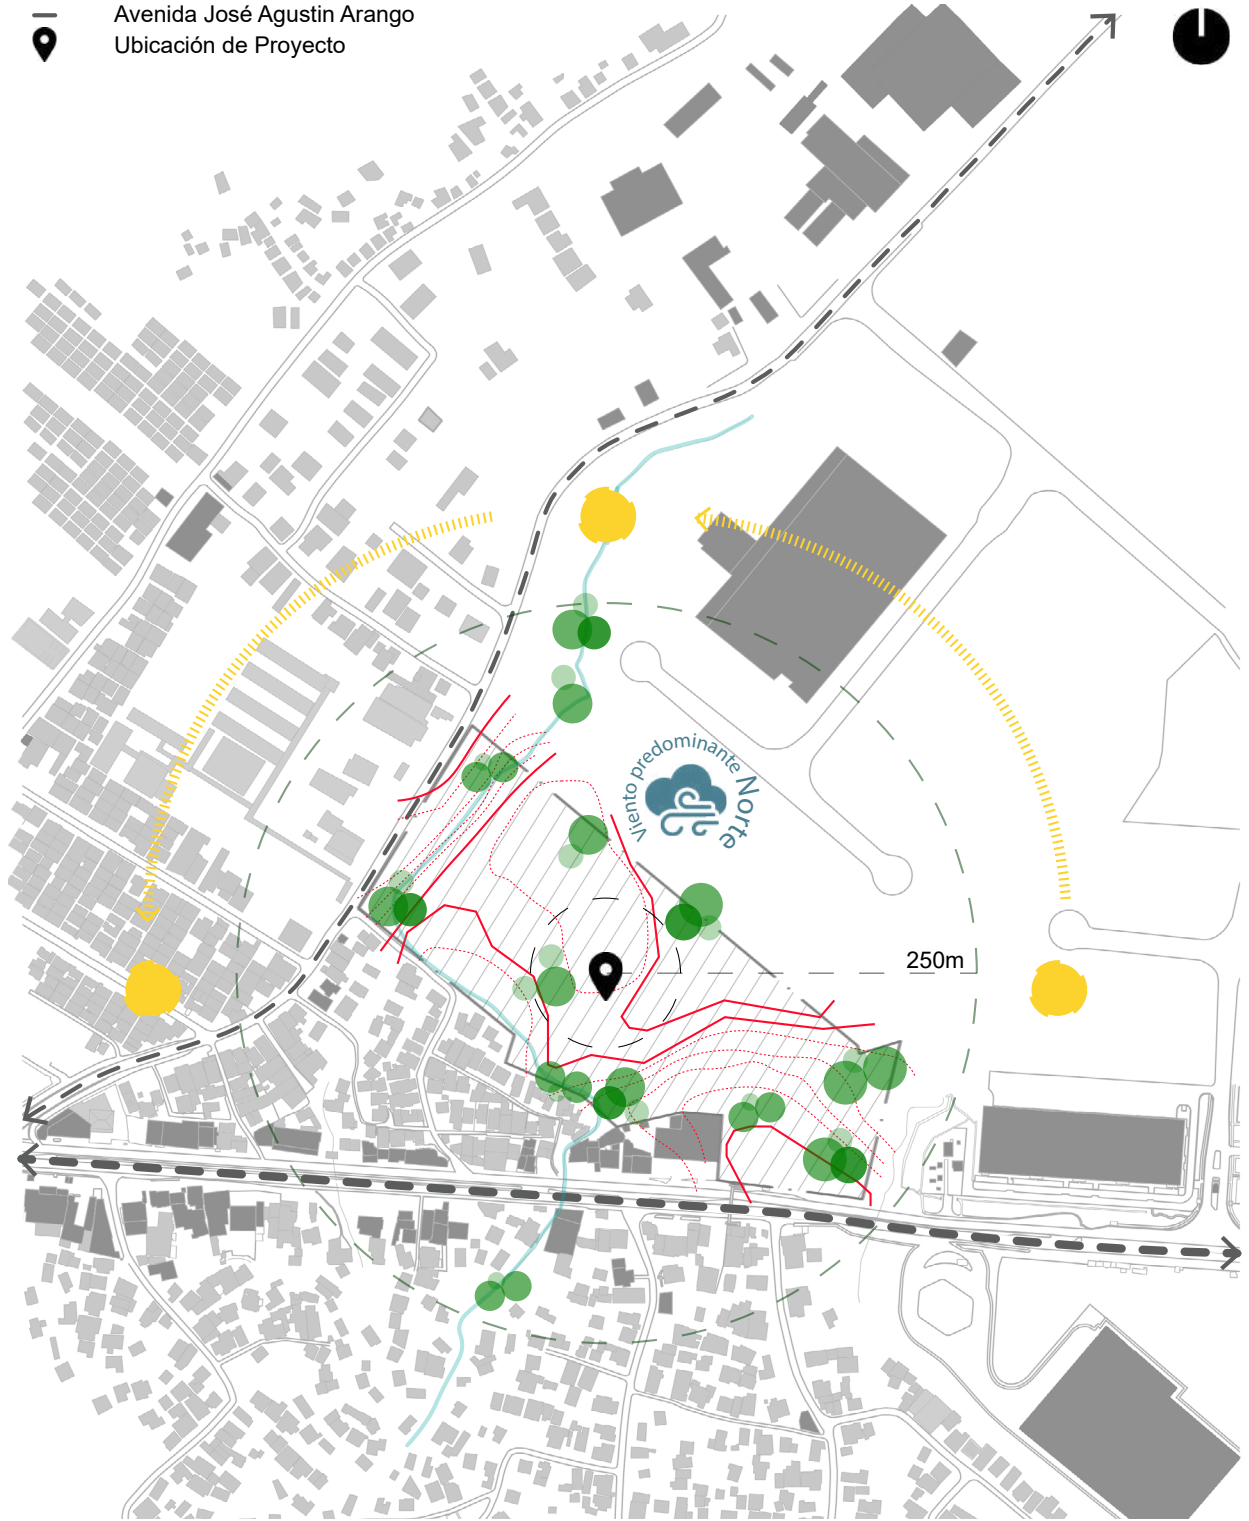 Avenida José Agustin Arango
Ubicación de Proyecto
Viento predominante Norte
250m